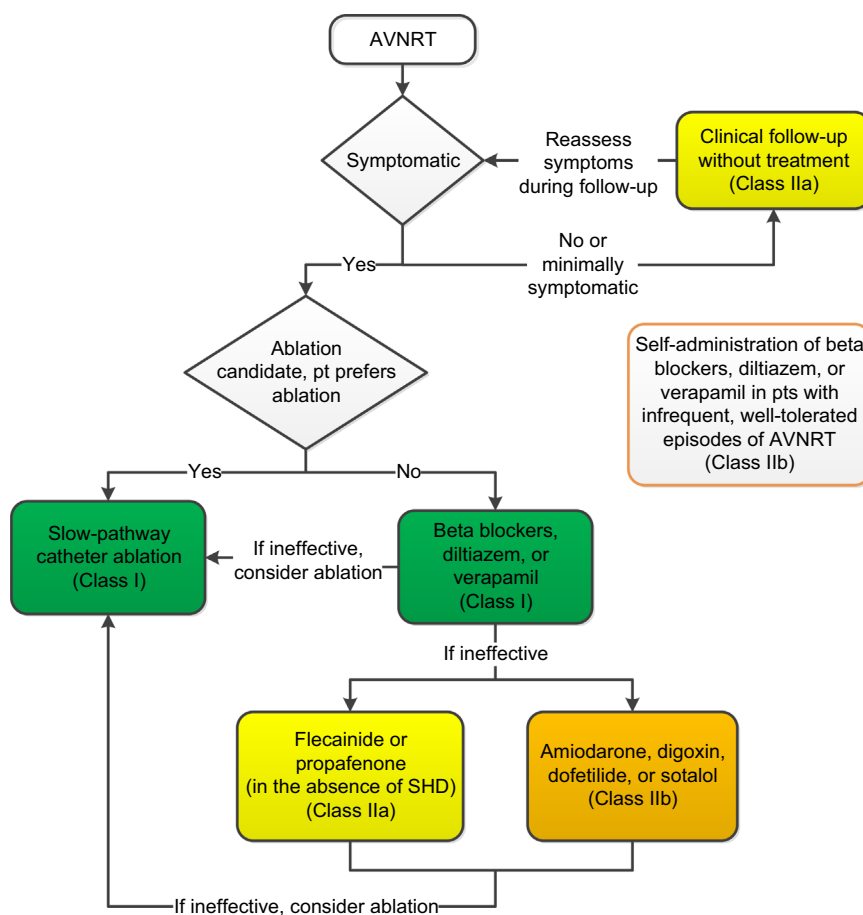 AVNRT
Symptomatic
Reassess
symptoms
during follow-up
Clinical follow-up
without treatment
(Class IIa)
Yes
No or
minimally
symptomatic
Ablation
candidate, pt prefers
ablation
Self-administration of beta
blockers, diltiazem, or
verapamil in pts with
infrequent, well-tolerated
episodes of AVNRT
(Class IIb)
Yes
No
Slow-pathway
catheter ablation
(Class I)
If ineffective,
consider ablation
Beta blockers,
diltiazem, or
verapamil
(Class I)
If ineffective
Flecainide or
propafenone
(in the absence of SHD)
(Class IIa)
Amiodarone, digoxin,
dofetilide, or sotalol
(Class IIb)
If ineffective, consider ablation